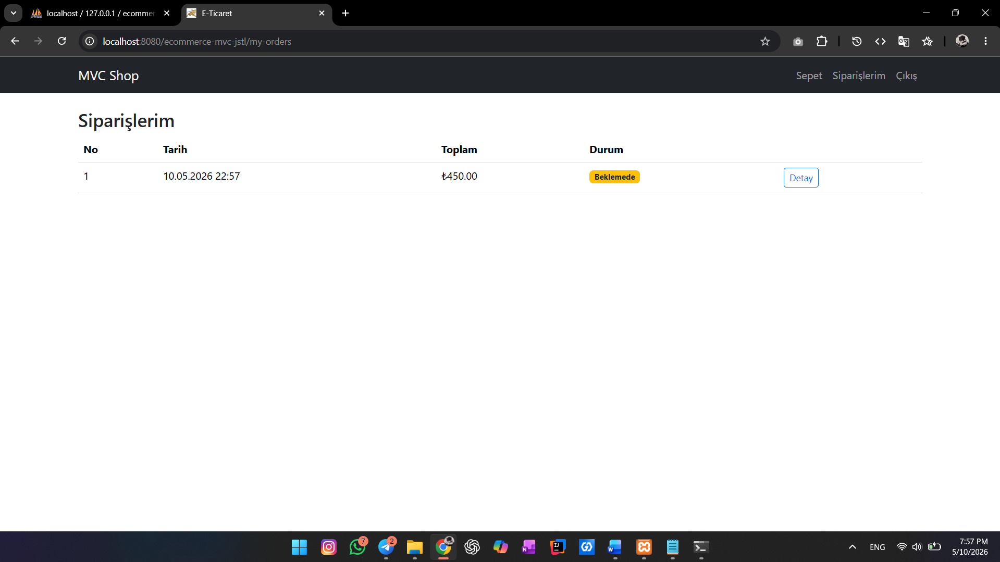 localhost / 127.0.0.1 / ecommer
E-Ticaret
localhost:8080/ecommerce-mvc-jstl/my-orders
MVC Shop
Sepet Siparişlerim Çıkış
Siparişlerim
No Tarih Toplam Durum
1 10.05.2026 22:57 ₺450.00 Beklemede Detay
7 2
ENG
7:57 PM
5/10/2026